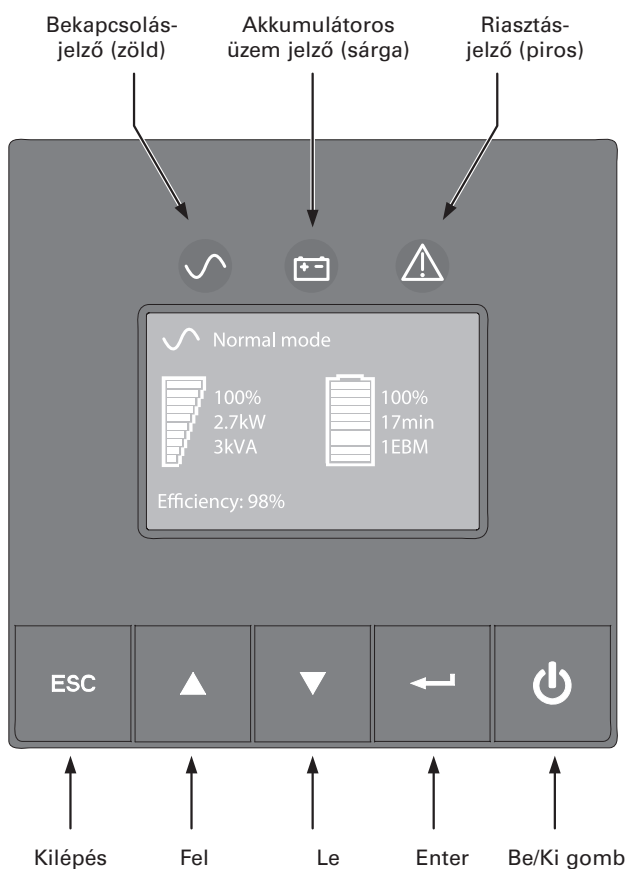 Bekapcsolás-
jelző (zöld)
Akkumulátoros
üzem jelző (sárga)
Riasztás-
jelző (piros)
Normal mode
100%
2.7kW
3kVA
100%
17min
1EBM
Efficiency: 98%
ESC
Kilépés
Fel
Le
Enter
Be/Ki gomb